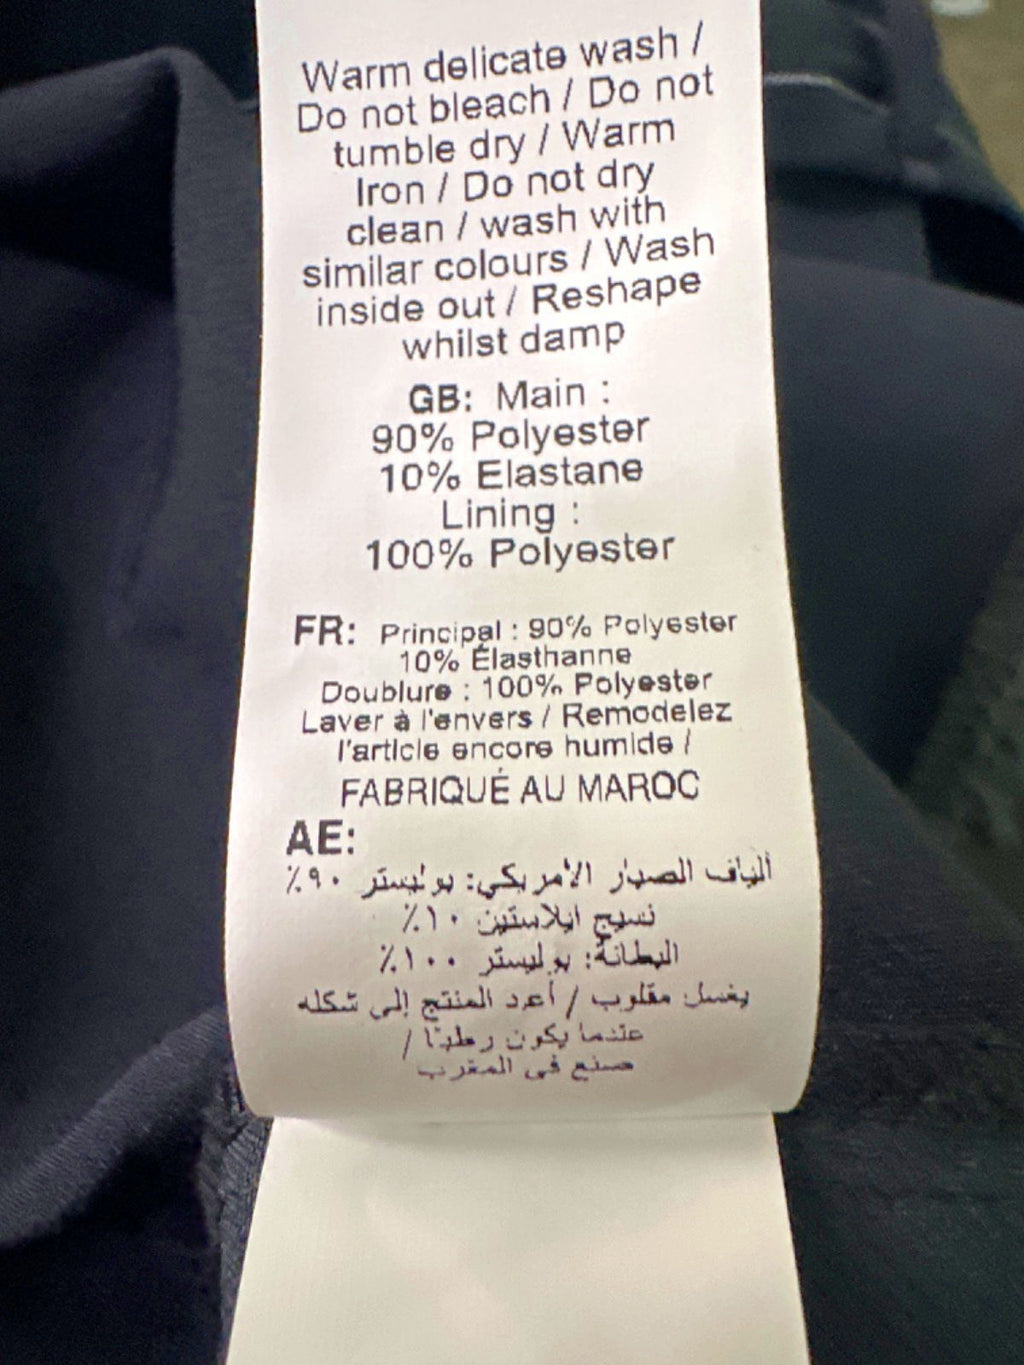 Warm delicate wash /
Do not bleach / Do not
tumble dry / Warm
Iron / Do not dry
clean / wash with
similar colours / Wash
inside out / Reshape
whilst damp
GB: Main :
90% Polyester
10% Elastane
Lining :
100% Polyester
FR: Principal : 90% Polyester
10% Élasthanne
Doublure : 100% Polyester
Laver à l'envers / Remodelez
l'article encore humide /
FABRIQUÉ AU MAROC
AE:
ألياف الصبار الأمريكي: بوليستر ٩٠٪
نسيج ايلاستين ١٠٪
البطانة: بوليستر ١٠٠٪
يغسل مقلوب / أعد المنتج إلى شكله
عندما يكون رطبًا /
صنع في المغرب